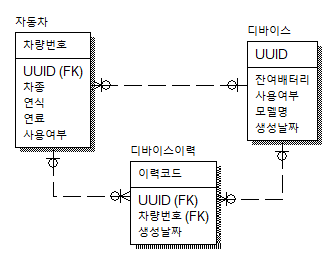 자동차
차량번호
UUID (FK)
차종
연식
연료
사용여부
디바이스
UUID
잔여배터리
사용여부
모델명
생성날짜
디바이스이력
이력코드
UUID (FK)
차량번호 (FK)
생성날짜